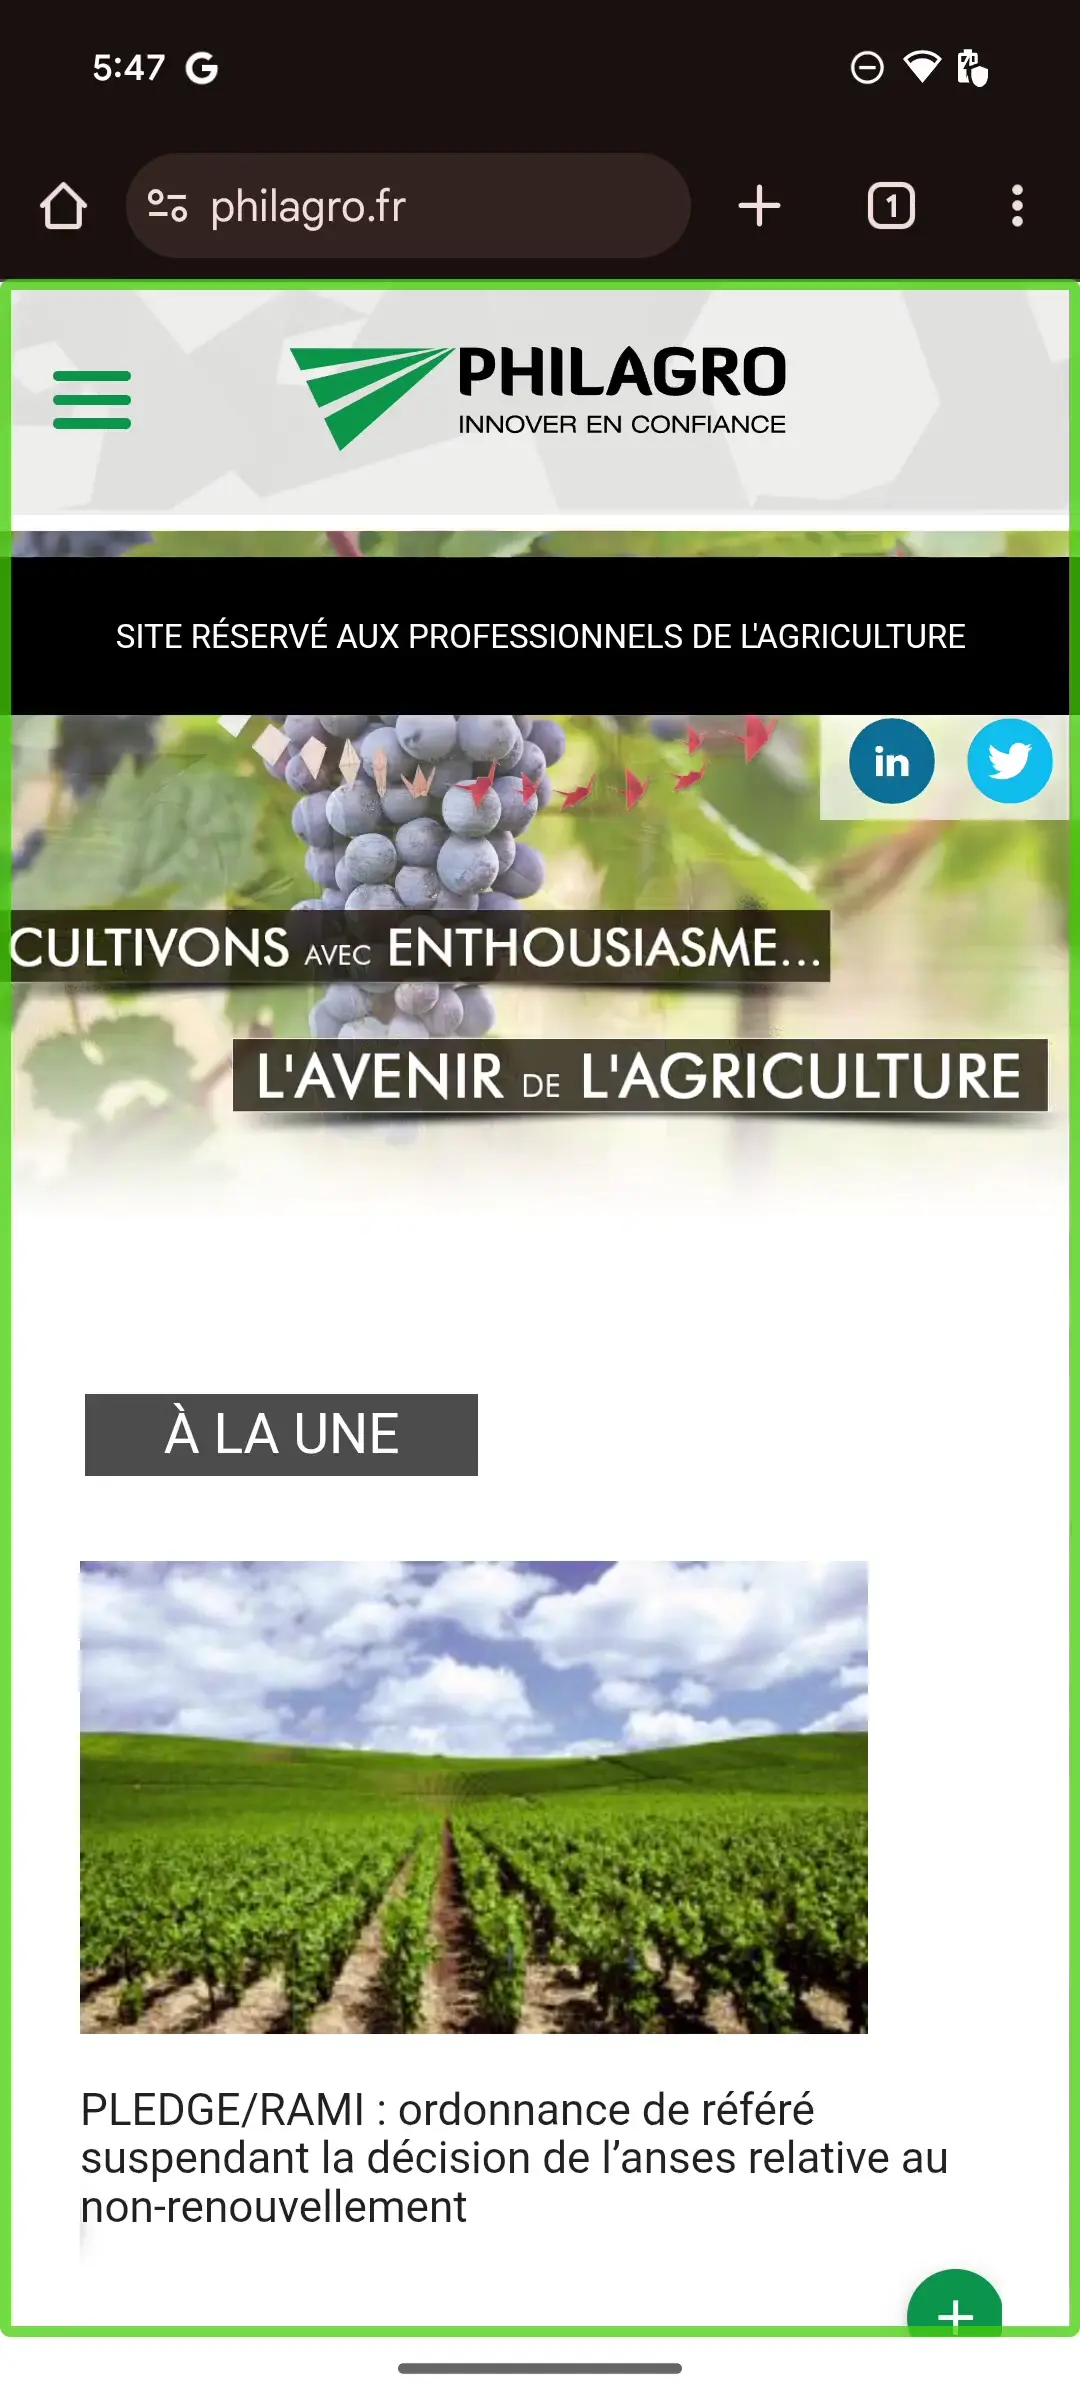 5:47
philagro.fr
1
PHILAGRO
INNOVER EN CONFIANCE
SITE RÉSERVÉ AUX PROFESSIONNELS DE L'AGRICULTURE
in
CULTIVONS AVEC ENTHOUSIASME...
L'AVENIR DE L'AGRICULTURE
À LA UNE
PLEDGE/RAMI : ordonnance de référé
suspendant la décision de l’anses relative au
non-renouvellement